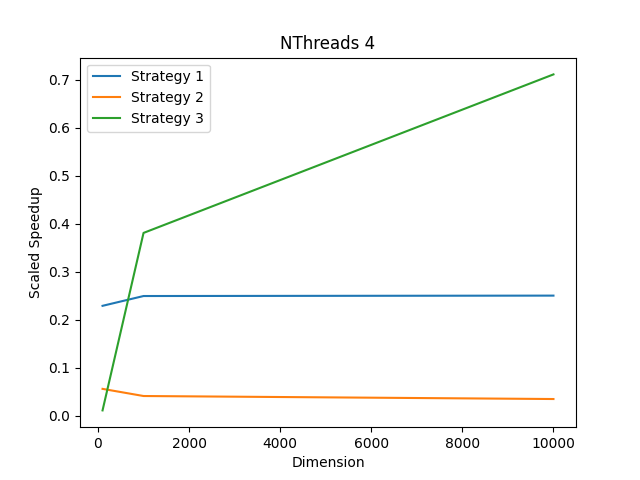 NThreads 4
Strategy 1
Strategy 2
Strategy 3
Scaled Speedup
0.7
0.6
0.5
0.4
0.3
0.2
0.1
0.0
0 2000 4000 6000 8000 10000
Dimension